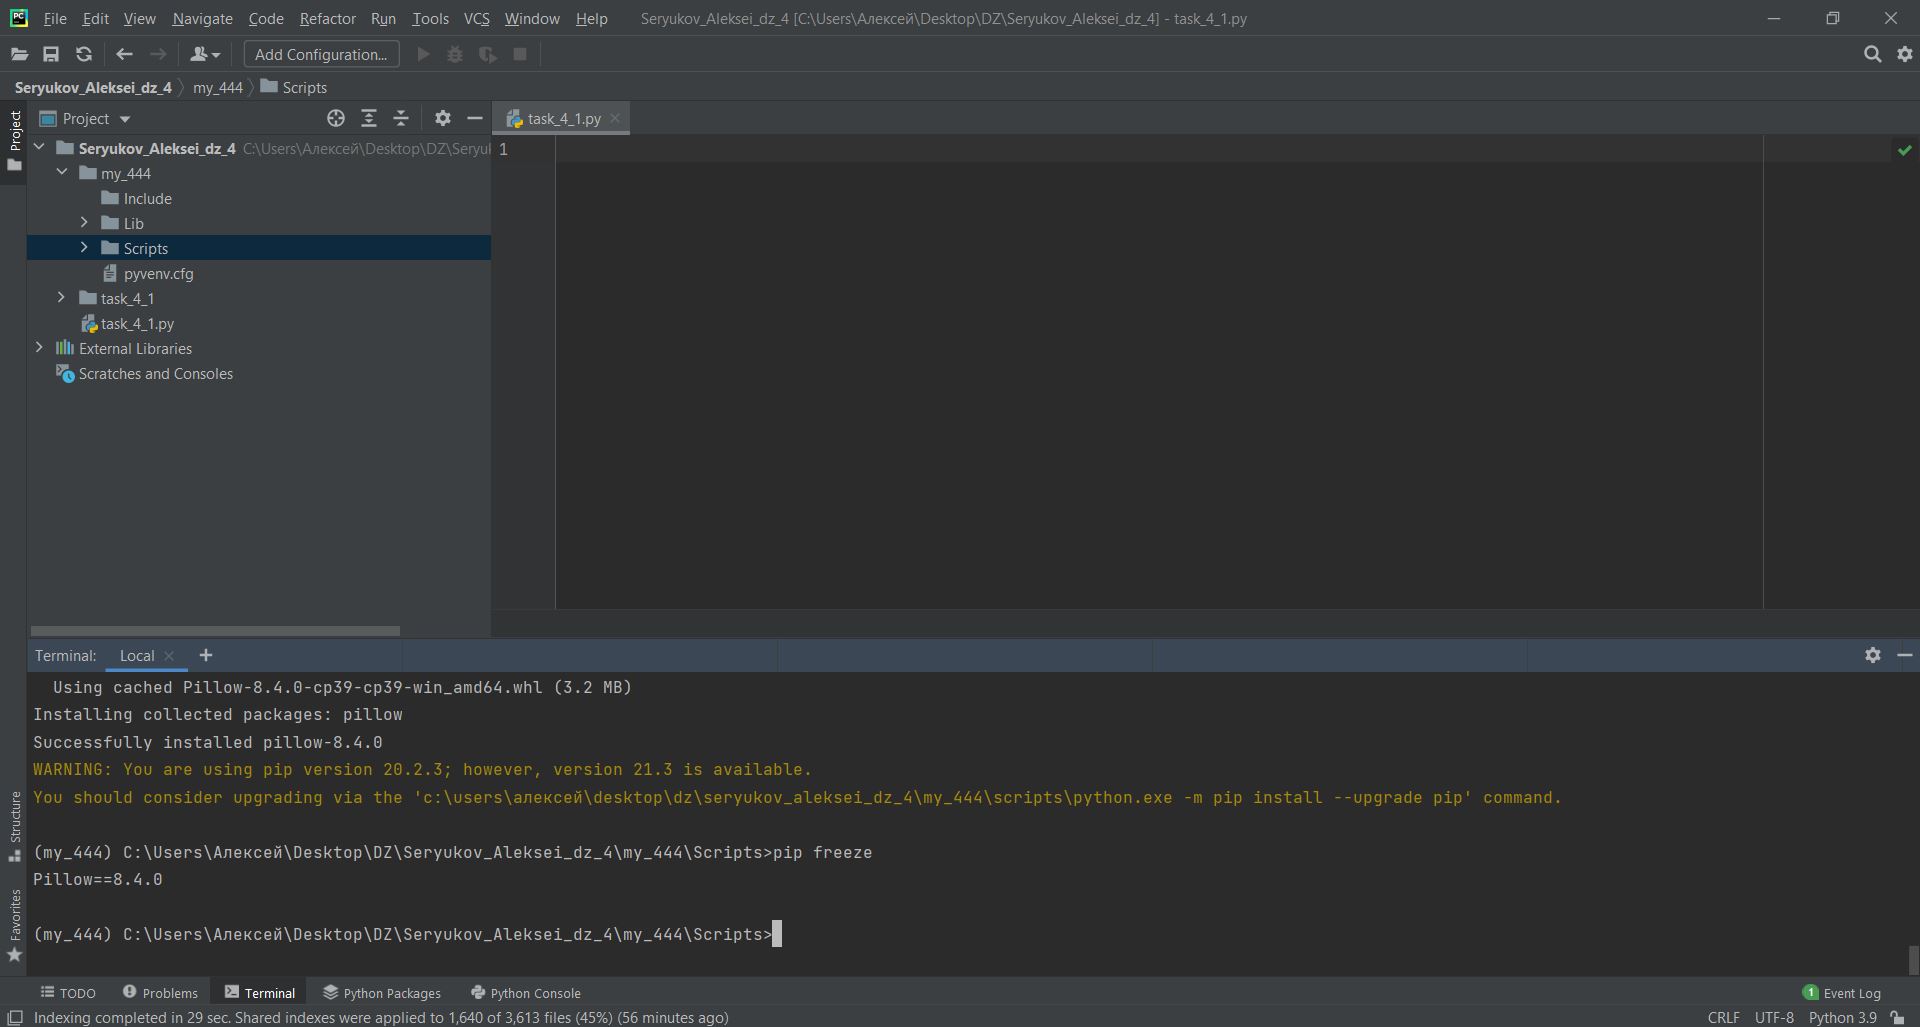 PC File Edit View Navigate Code Refactor Run Tools VCS Window Help Seryukov_Aleksei_dz_4 [C:\Users\Алексей\Desktop\DZ\Seryukov_Aleksei_dz_4] - task_4_1.py
Add Configuration...
Seryukov_Aleksei_dz_4 my_444 Scripts
Project
Project
task_4_1.py
Seryukov_Aleksei_dz_4 C:\Users\Алексей\Desktop\DZ\Seryuk
1
my_444
Include
Lib
Scripts
pyvenv.cfg
task_4_1
task_4_1.py
External Libraries
Scratches and Consoles
Terminal: Local
Using cached Pillow-8.4.0-cp39-cp39-win_amd64.whl (3.2 MB)
Installing collected packages: pillow
Successfully installed pillow-8.4.0
WARNING: You are using pip version 20.2.3; however, version 21.3 is available.
You should consider upgrading via the 'c:\users\алексей\desktop\dz\seryukov_aleksei_dz_4\my_444\scripts\python.exe -m pip install --upgrade pip' command.
(my_444) C:\Users\Алексей\Desktop\DZ\Seryukov_Aleksei_dz_4\my_444\Scripts>pip freeze
Pillow==8.4.0
(my_444) C:\Users\Алексей\Desktop\DZ\Seryukov_Aleksei_dz_4\my_444\Scripts>
Structure
Favorites
TODO Problems Terminal Python Packages Python Console 1 Event Log
Indexing completed in 29 sec. Shared indexes were applied to 1,640 of 3,613 files (45%) (56 minutes ago) CRLF UTF-8 Python 3.9